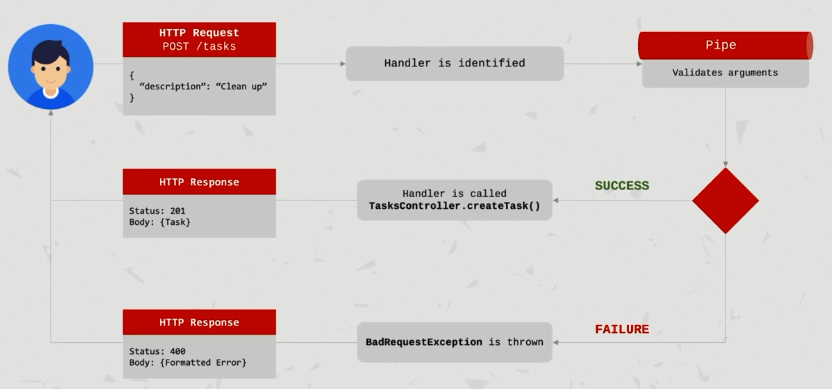 HTTP Request
POST /tasks
{
“description”: “Clean up”
}
Handler is identified
Pipe
Validates arguments
HTTP Response
Status: 201
Body: {Task}
Handler is called
TasksController.createTask()
SUCCESS
HTTP Response
Status: 400
Body: {Formatted Error}
BadRequestException is thrown
FAILURE